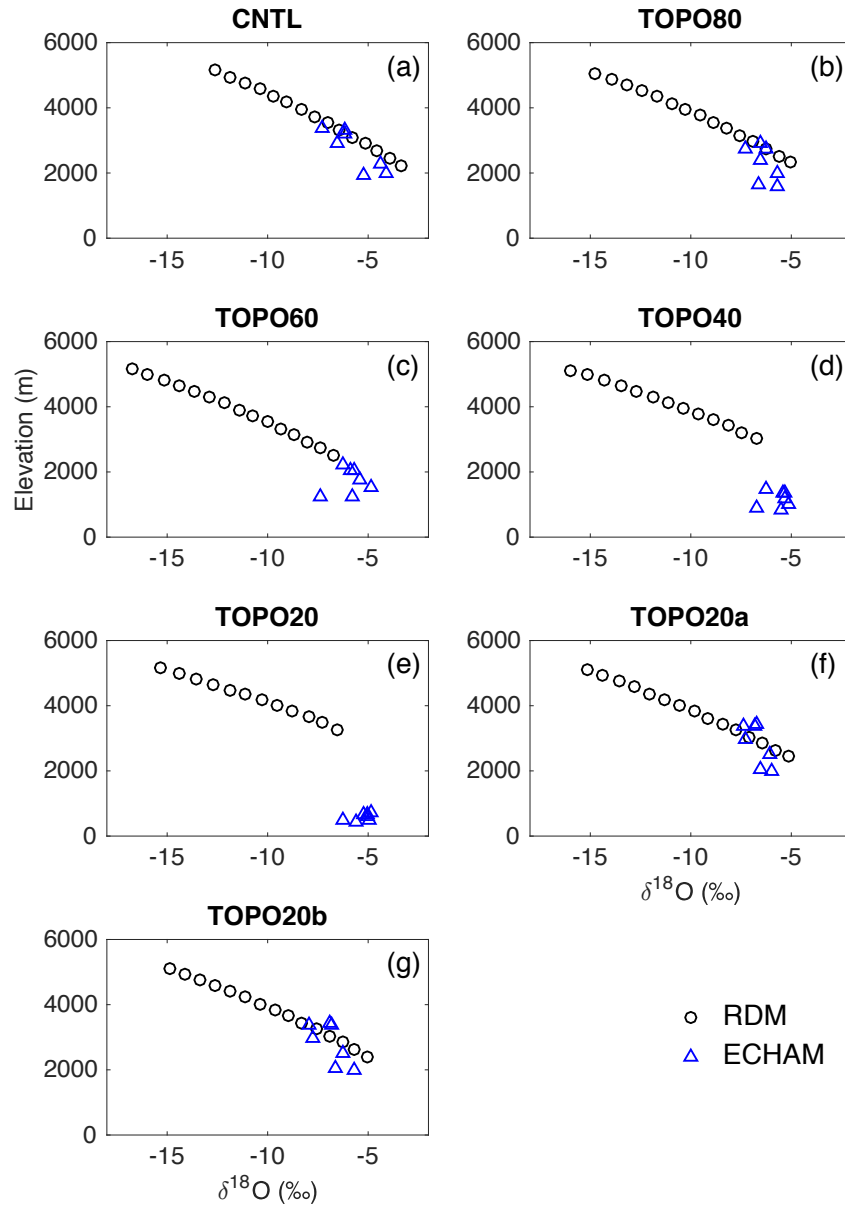 CNTL
(a)
6000
4000
2000
0
-15 -10 -5
TOPO80
(b)
6000
4000
2000
0
-15 -10 -5
TOPO60
(c)
6000
4000
2000
0
-15 -10 -5
Elevation (m)
TOPO40
(d)
6000
4000
2000
0
-15 -10 -5
TOPO20
(e)
6000
4000
2000
0
-15 -10 -5
TOPO20a
(f)
6000
4000
2000
0
-15 -10 -5
δ¹⁸O (‰)
TOPO20b
(g)
6000
4000
2000
0
-15 -10 -5
δ¹⁸O (‰)
RDM
ECHAM